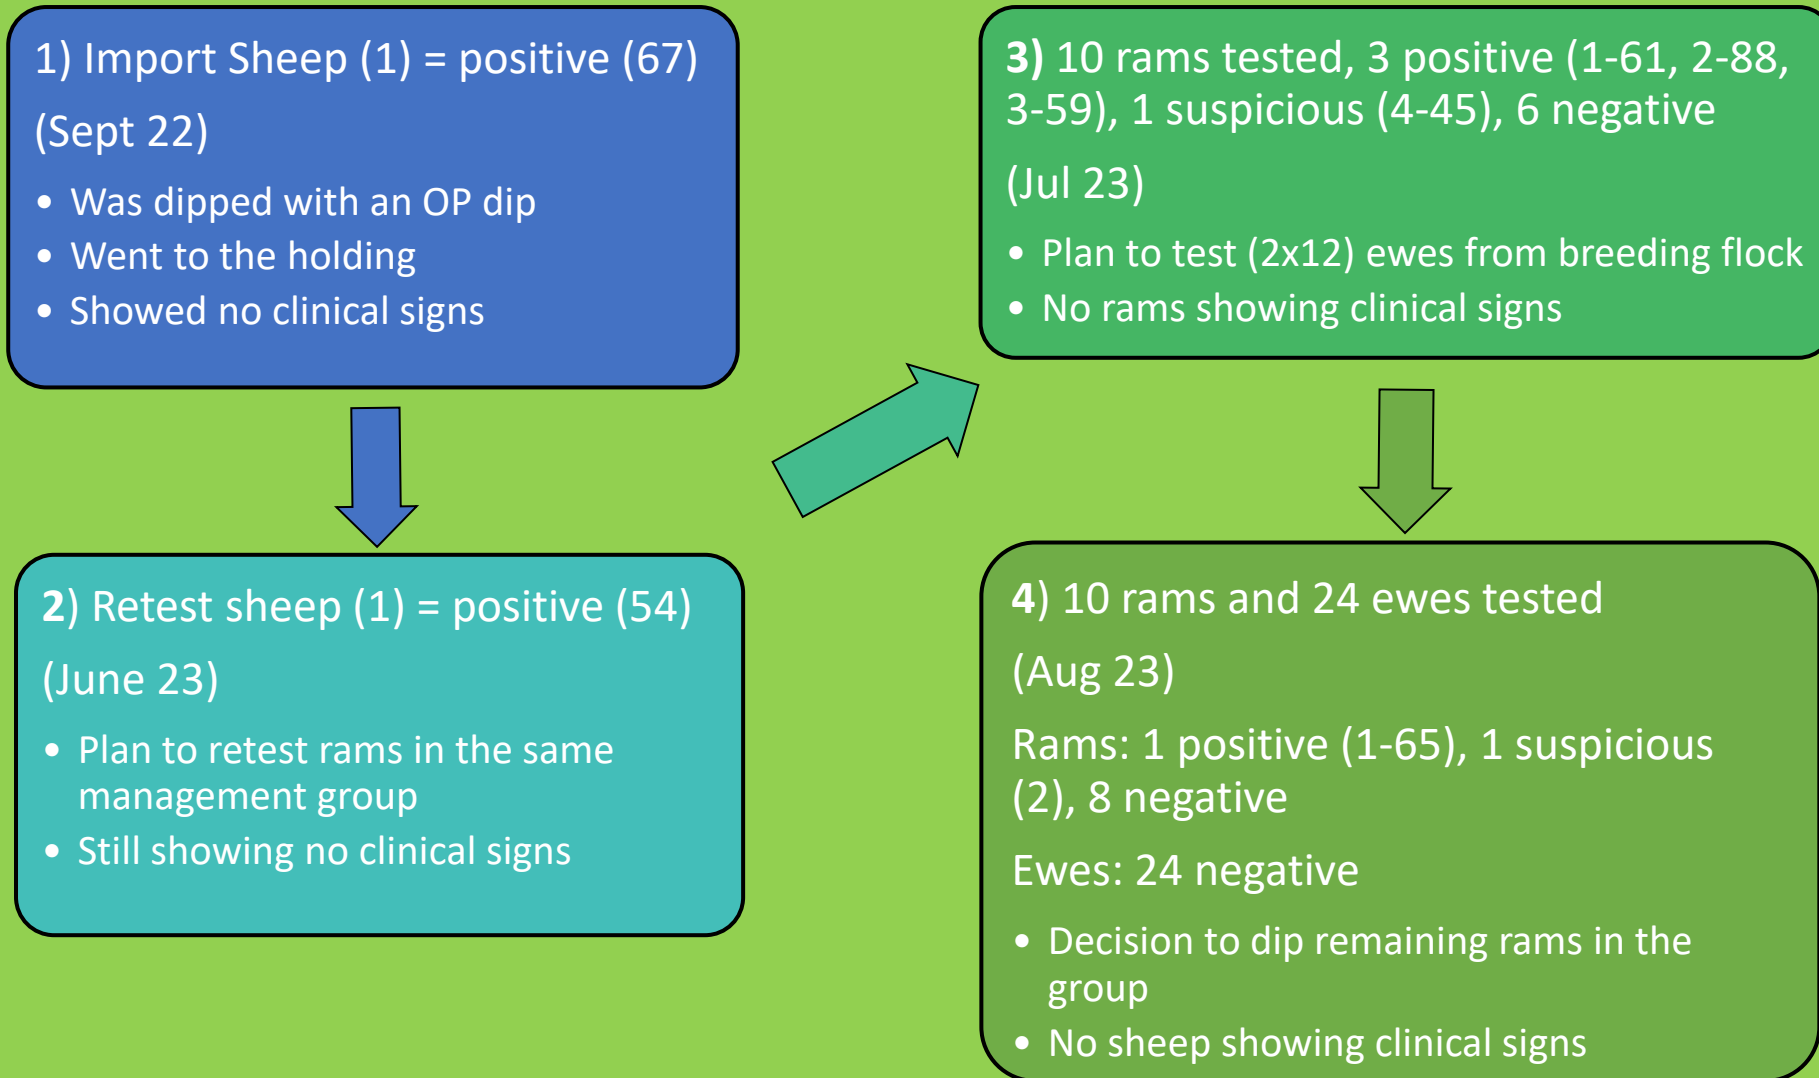 1) Import Sheep (1) = positive (67)
(Sept 22)
• Was dipped with an OP dip
• Went to the holding
• Showed no clinical signs
2) Retest sheep (1) = positive (54)
(June 23)
• Plan to retest rams in the same
management group
• Still showing no clinical signs
3) 10 rams tested, 3 positive (1-61, 2-88,
3-59), 1 suspicious (4-45), 6 negative
(Jul 23)
• Plan to test (2x12) ewes from breeding flock
• No rams showing clinical signs
4) 10 rams and 24 ewes tested
(Aug 23)
Rams: 1 positive (1-65), 1 suspicious
(2), 8 negative
Ewes: 24 negative
• Decision to dip remaining rams in the
group
• No sheep showing clinical signs